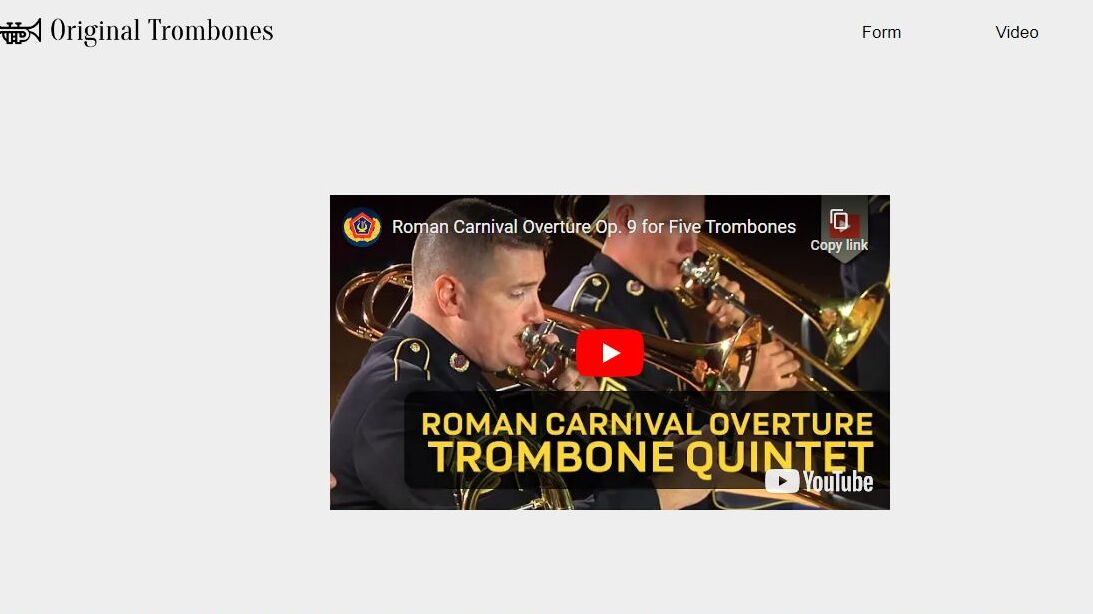 Original Trombones
Form
Video
Roman Carnival Overture Op. 9 for Five Trombones
Copy link
ROMAN CARNIVAL OVERTURE
TROMBONE QUINTET
YouTube